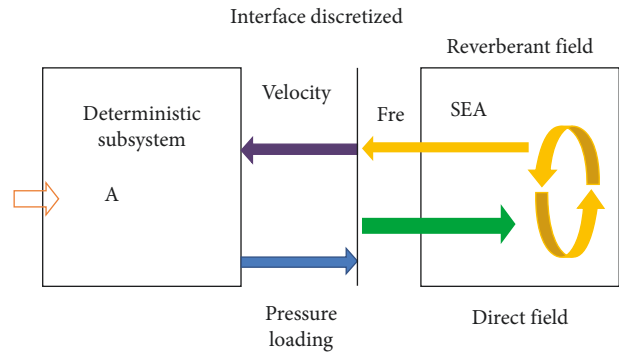 Interface discretized
Reverberant field
Deterministic
subsystem
A
Velocity
Fre
SEA
Pressure
loading
Direct field